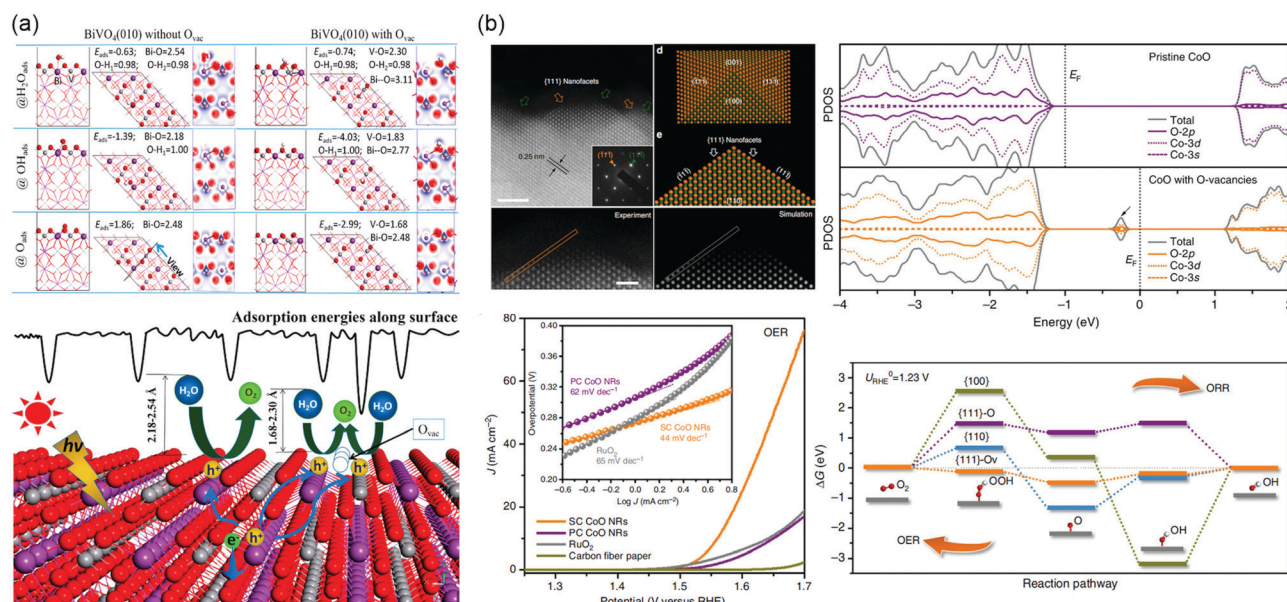 (a)
BiVO₄(010) without Oᵥₐc
BiVO₄(010) with Oᵥₐc
@H₂Oads
Eads=-0.63; Bi-O=2.54
O-H₁=0.98; O-H₂=0.98
Bi V
Eads=-0.74; V-O=2.30
O-H₁=0.98; O-H₂=0.98
Bi--O=3.11
@OHads
Eads=-1.39; Bi-O=2.18
O-H₁=1.00
Eads=-4.03; V-O=1.83
O-H₁=1.00; Bi--O=2.77
@Oads
Eads=1.86; Bi-O=2.48
View
Eads=-2.99; V-O=1.68
Bi-O=2.48
Adsorption energies along surface
2.18-2.54 Å
H₂O
O₂
1.68-2.30 Å
H₂O
O₂
H₂O
Oᵥₐc
hν
h⁺
h⁺
h⁺
h⁺
e⁻
(b)
{111} Nanofacets
0.25 nm
d
(001)
(100)
e
{111} Nanofacets
Experiment
Simulation
PDOS
Pristine CoO
E_F
Total
O-2p
Co-3d
Co-3s
PDOS
CoO with O-vacancies
E_F
Total
O-2p
Co-3d
Co-3s
-4 -3 -2 -1 0 1 2
Energy (eV)
J (mA cm⁻²)
80
70
60
50
40
30
20
10
0
OER
Overpotential (V)
0.40
0.36
0.32
0.28
0.24
0.20
PC CoO NRs
62 mV dec⁻¹
SC CoO NRs
44 mV dec⁻¹
RuO₂
65 mV dec⁻¹
-0.6 -0.4 -0.2 0.0 0.2 0.4 0.6 0.8
Log J (mA cm⁻²)
SC CoO NRs
PC CoO NRs
RuO₂
Carbon fiber paper
1.3 1.4 1.5 1.6 1.7
Potential (V versus RHE)
ΔG (eV)
3
2
1
0
-1
-2
-3
U_RHE⁰=1.23 V
ORR
{100}
{111}-O
{110}
{111}-Ov
O₂
OOH
O
OH
OH
OER
Reaction pathway